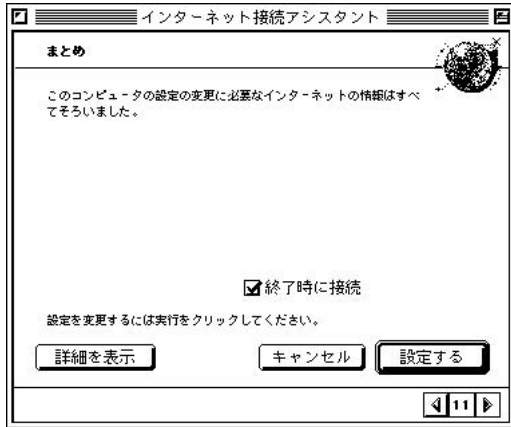 インターネット接続アシスタント
まとめ
このコンピュータの設定の変更に必要なインターネットの情報はすべ
てそろいました。
終了時に接続
設定を変更するには実行をクリックしてください。
詳細を表示 キャンセル 設定する
11